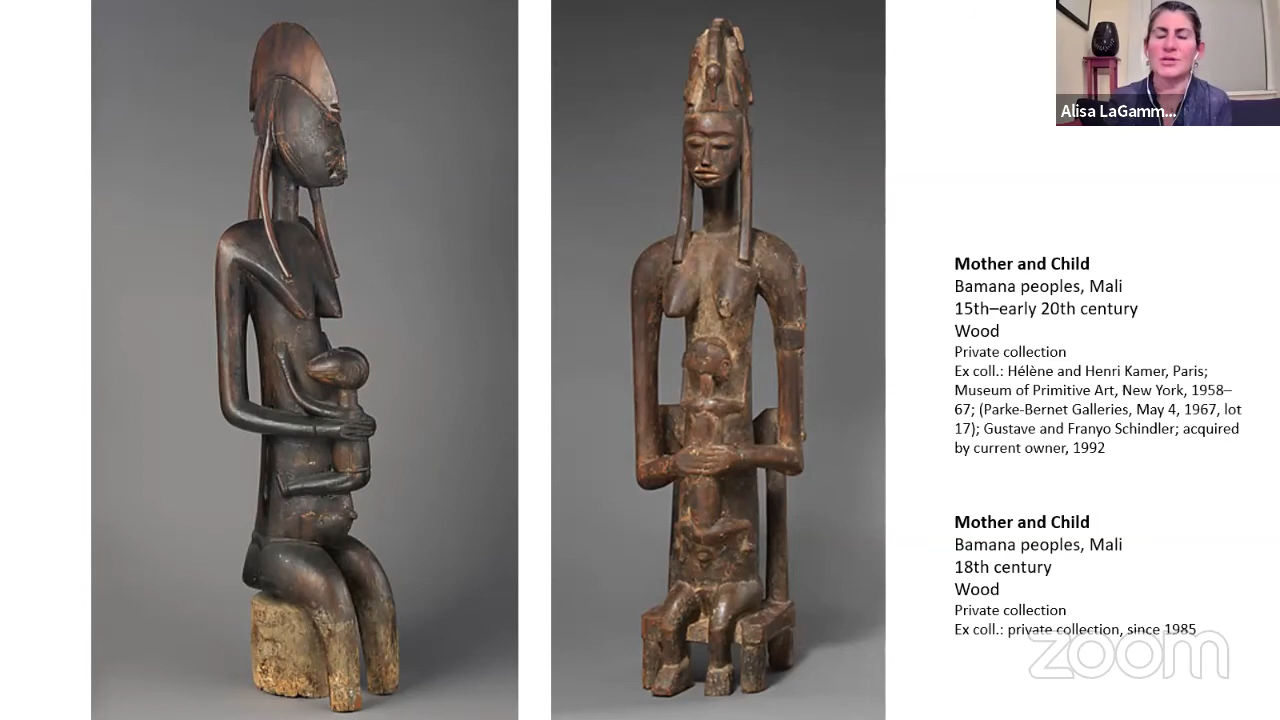 Alisa LaGamm...
Mother and Child
Bamana peoples, Mali
15th–early 20th century
Wood
Private collection
Ex coll.: Hélène and Henri Kamer, Paris;
Museum of Primitive Art, New York, 1958–
67; (Parke-Bernet Galleries, May 4, 1967, lot
17); Gustave and Franyo Schindler; acquired
by current owner, 1992
Mother and Child
Bamana peoples, Mali
18th century
Wood
Private collection
Ex coll.: private collection, since 1985
zoom